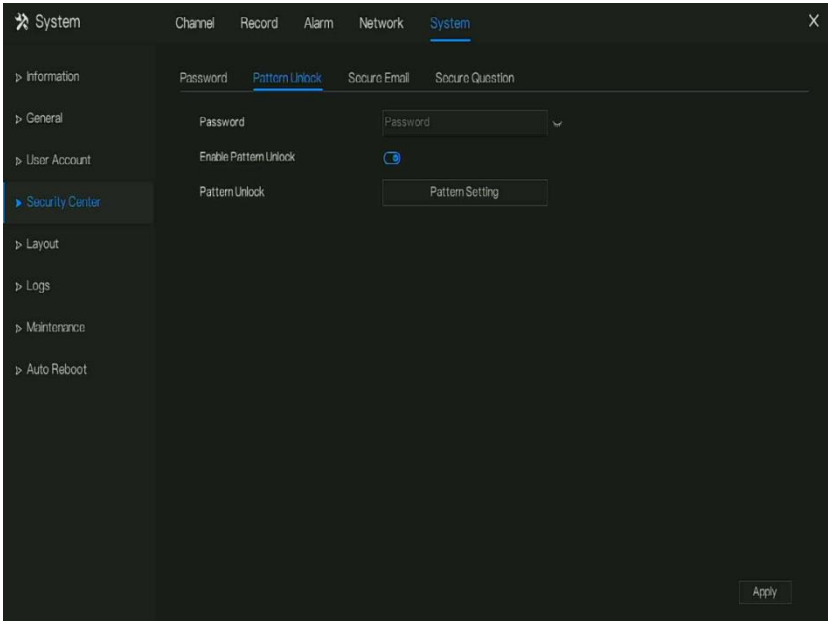 System Channel Record Alarm Network System X
Password Pattern Unlock Secure Email Secure Question
Information
General
User Account
Security Center
Layout
Logs
Maintenance
Auto Reboot
Password Password
Enable Pattern Unlock
Pattern Unlock Pattern Setting
Apply